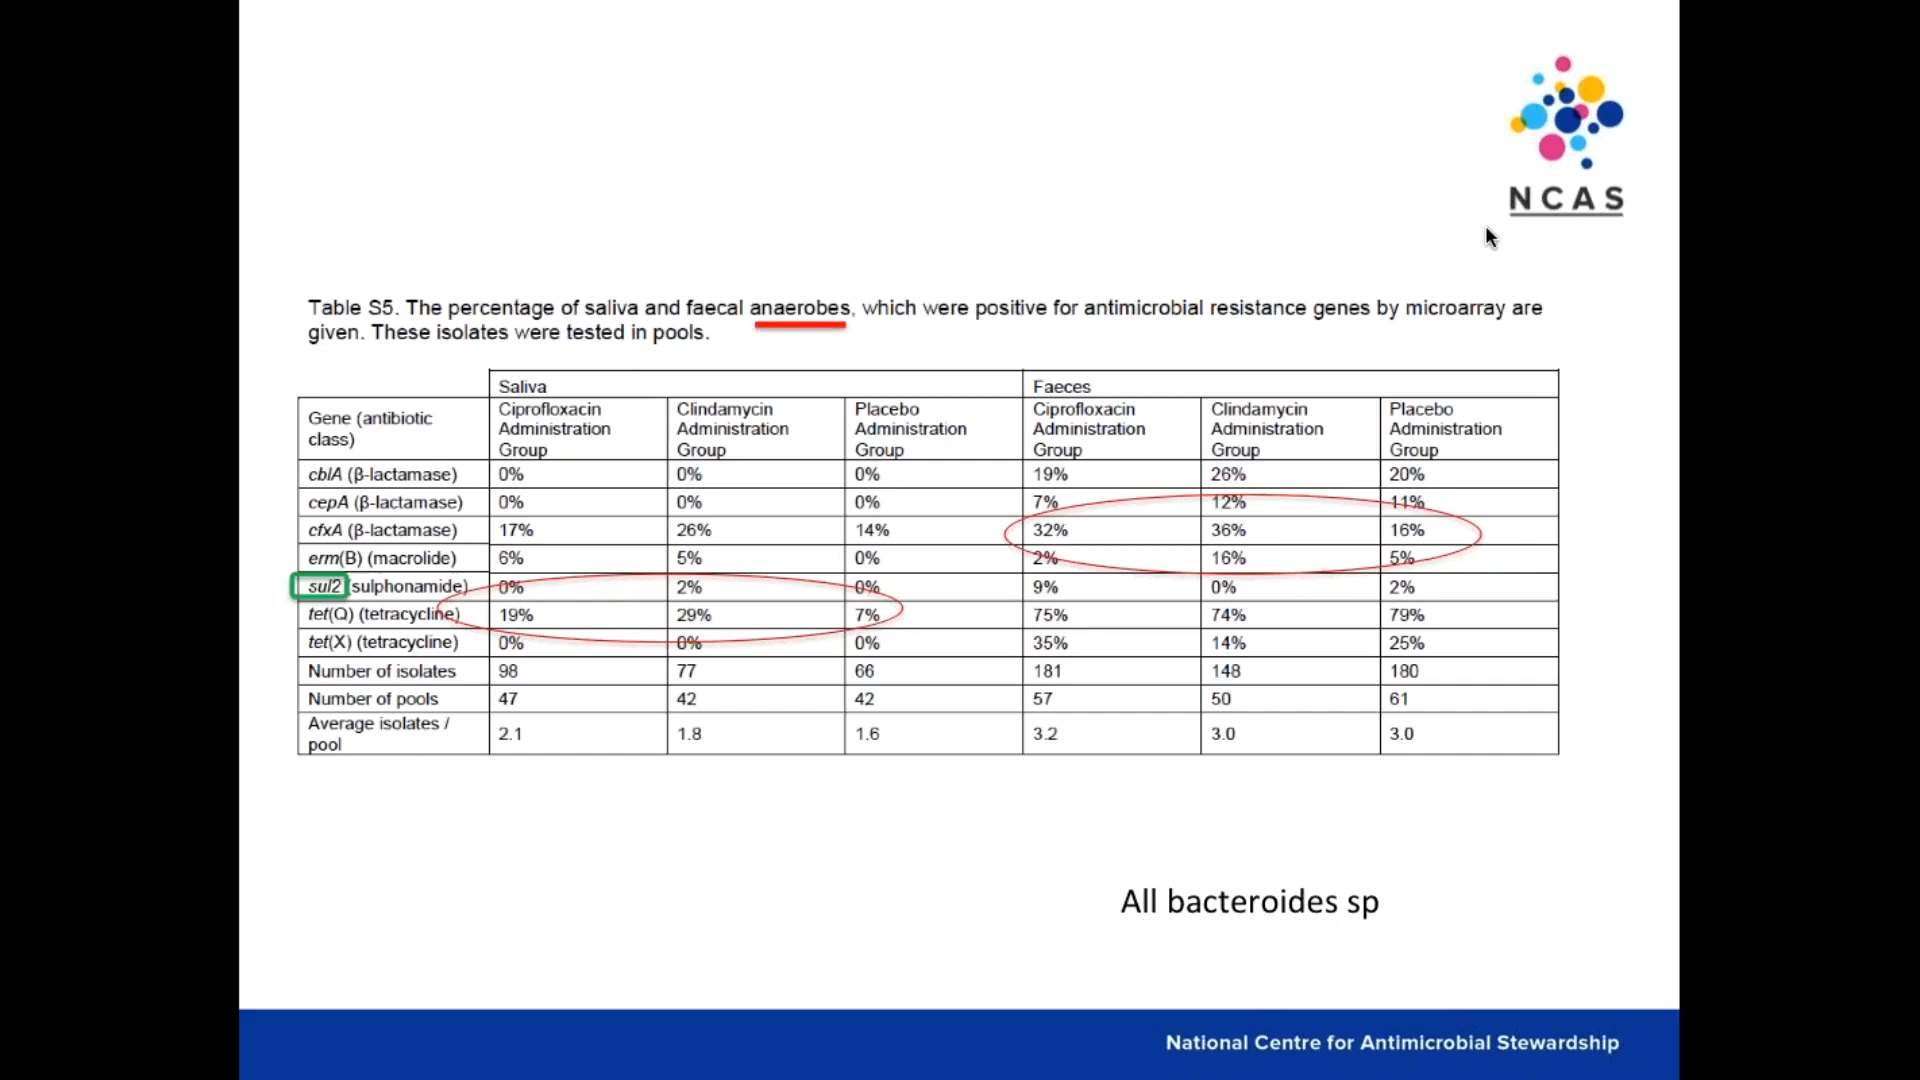 NCAS
Table S5. The percentage of saliva and faecal anaerobes, which were positive for antimicrobial resistance genes by microarray are
given. These isolates were tested in pools.
Saliva Faeces
Gene (antibiotic class) Ciprofloxacin Administration Group Clindamycin Administration Group Placebo Administration Group Ciprofloxacin Administration Group Clindamycin Administration Group Placebo Administration Group
cblA (β-lactamase) 0% 0% 0% 19% 26% 20%
cepA (β-lactamase) 0% 0% 0% 7% 12% 11%
cfxA (β-lactamase) 17% 26% 14% 32% 36% 16%
erm(B) (macrolide) 6% 5% 0% 2% 16% 5%
sul2 (sulphonamide) 0% 2% 0% 9% 0% 2%
tet(Q) (tetracycline) 19% 29% 7% 75% 74% 79%
tet(X) (tetracycline) 0% 0% 0% 35% 14% 25%
Number of isolates 98 77 66 181 148 180
Number of pools 47 42 42 57 50 61
Average isolates / pool 2.1 1.8 1.6 3.2 3.0 3.0
All bacteroides sp
National Centre for Antimicrobial Stewardship